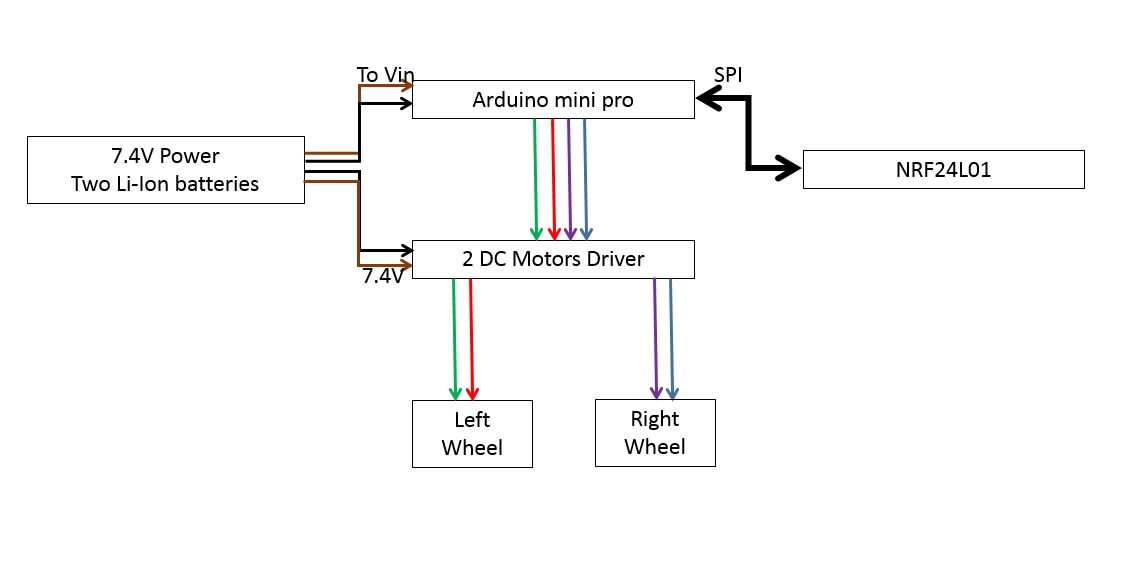 To Vin
SPI
Arduino mini pro
7.4V Power
Two Li-Ion batteries
NRF24L01
2 DC Motors Driver
7.4V
Left
Wheel
Right
Wheel